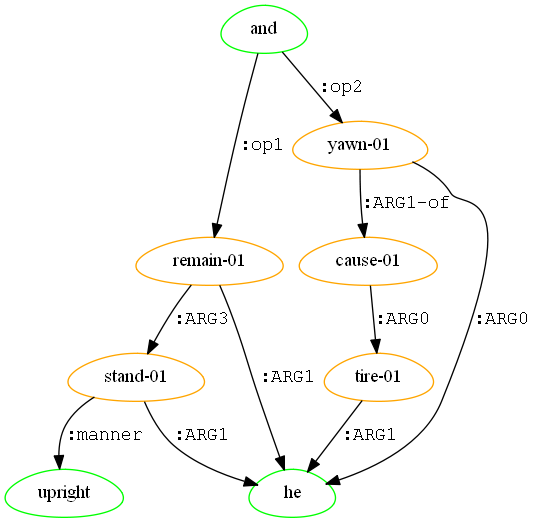 and
:op2
:op1
yawn-01
:ARG1-of
remain-01
cause-01
:ARG3
:ARG0
:ARG0
:ARG1
stand-01
tire-01
:manner
:ARG1
:ARG1
upright
he